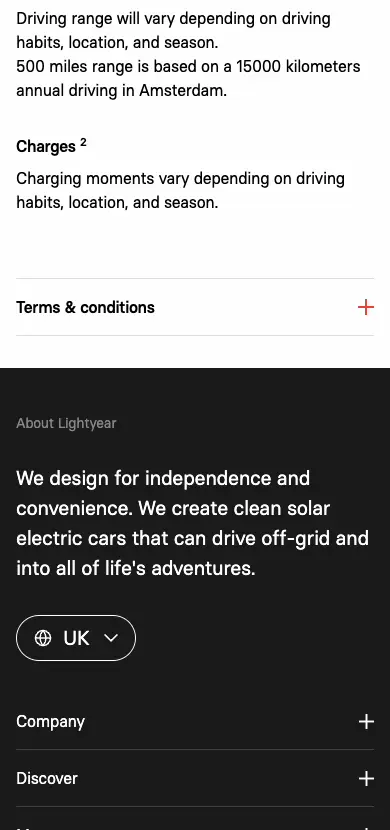 Driving range will vary depending on driving
habits, location, and season.
500 miles range is based on a 15000 kilometers
annual driving in Amsterdam.
Charges 2
Charging moments vary depending on driving
habits, location, and season.
Terms & conditions
About Lightyear
We design for independence and
convenience. We create clean solar
electric cars that can drive off-grid and
into all of life's adventures.
UK
Company
Discover